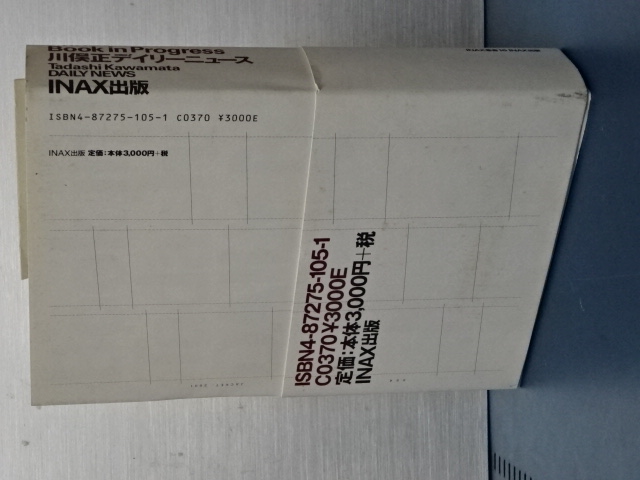 Book in Progress
川俣正デイリーニュース
Tadashi Kawamata
DAILY NEWS
INAX出版
ISBN4-87275-105-1 C0370 ¥3000E
INAX出版 定価:本体3,000円+税
ISBN4-87275-105-1
C0370 ¥3000E
定価:本体3,000円+税
INAX出版